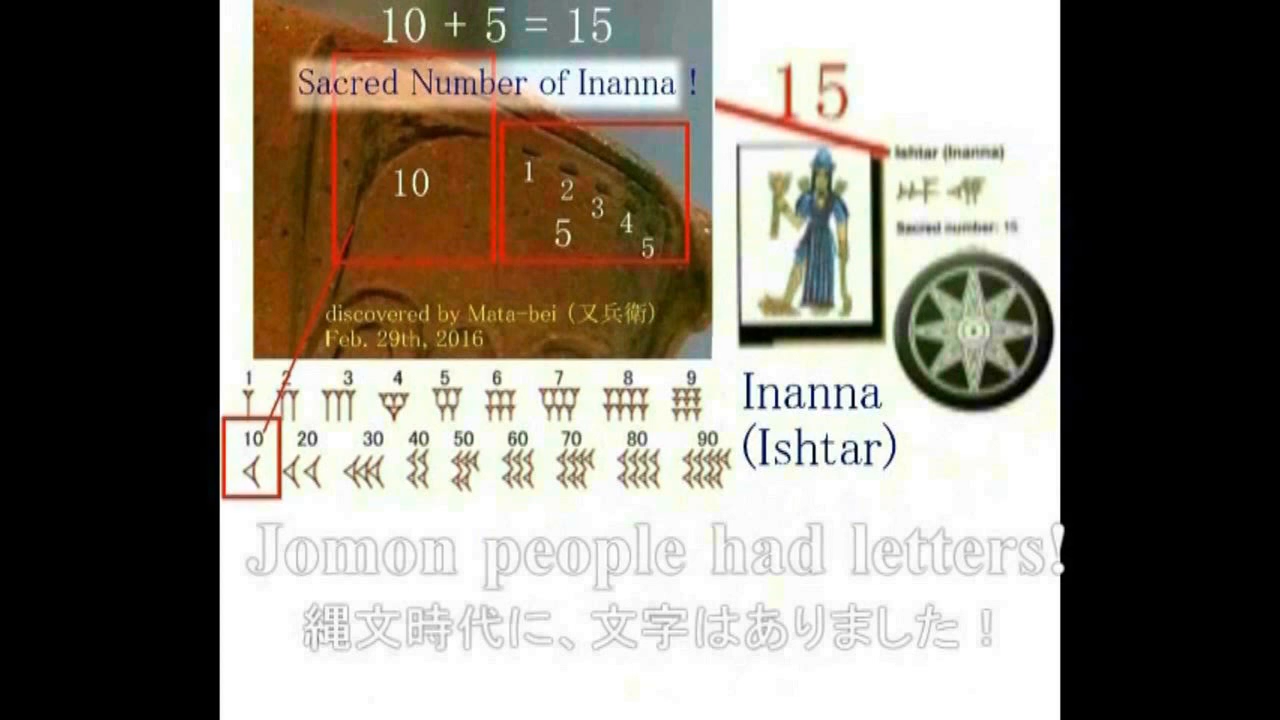 10 + 5 = 15
Sacred Number of Inanna !
10
1
2
3
4
5
5
discovered by Mata-bei (又兵衛)
Feb. 29th, 2016
15
Ishtar (Inanna)
Sacred number: 15
Inanna
(Ishtar)
1 2 3 4 5 6 7 8 9
10 20 30 40 50 60 70 80 90
Jomon people had letters!
縄文時代に、文字はありました！